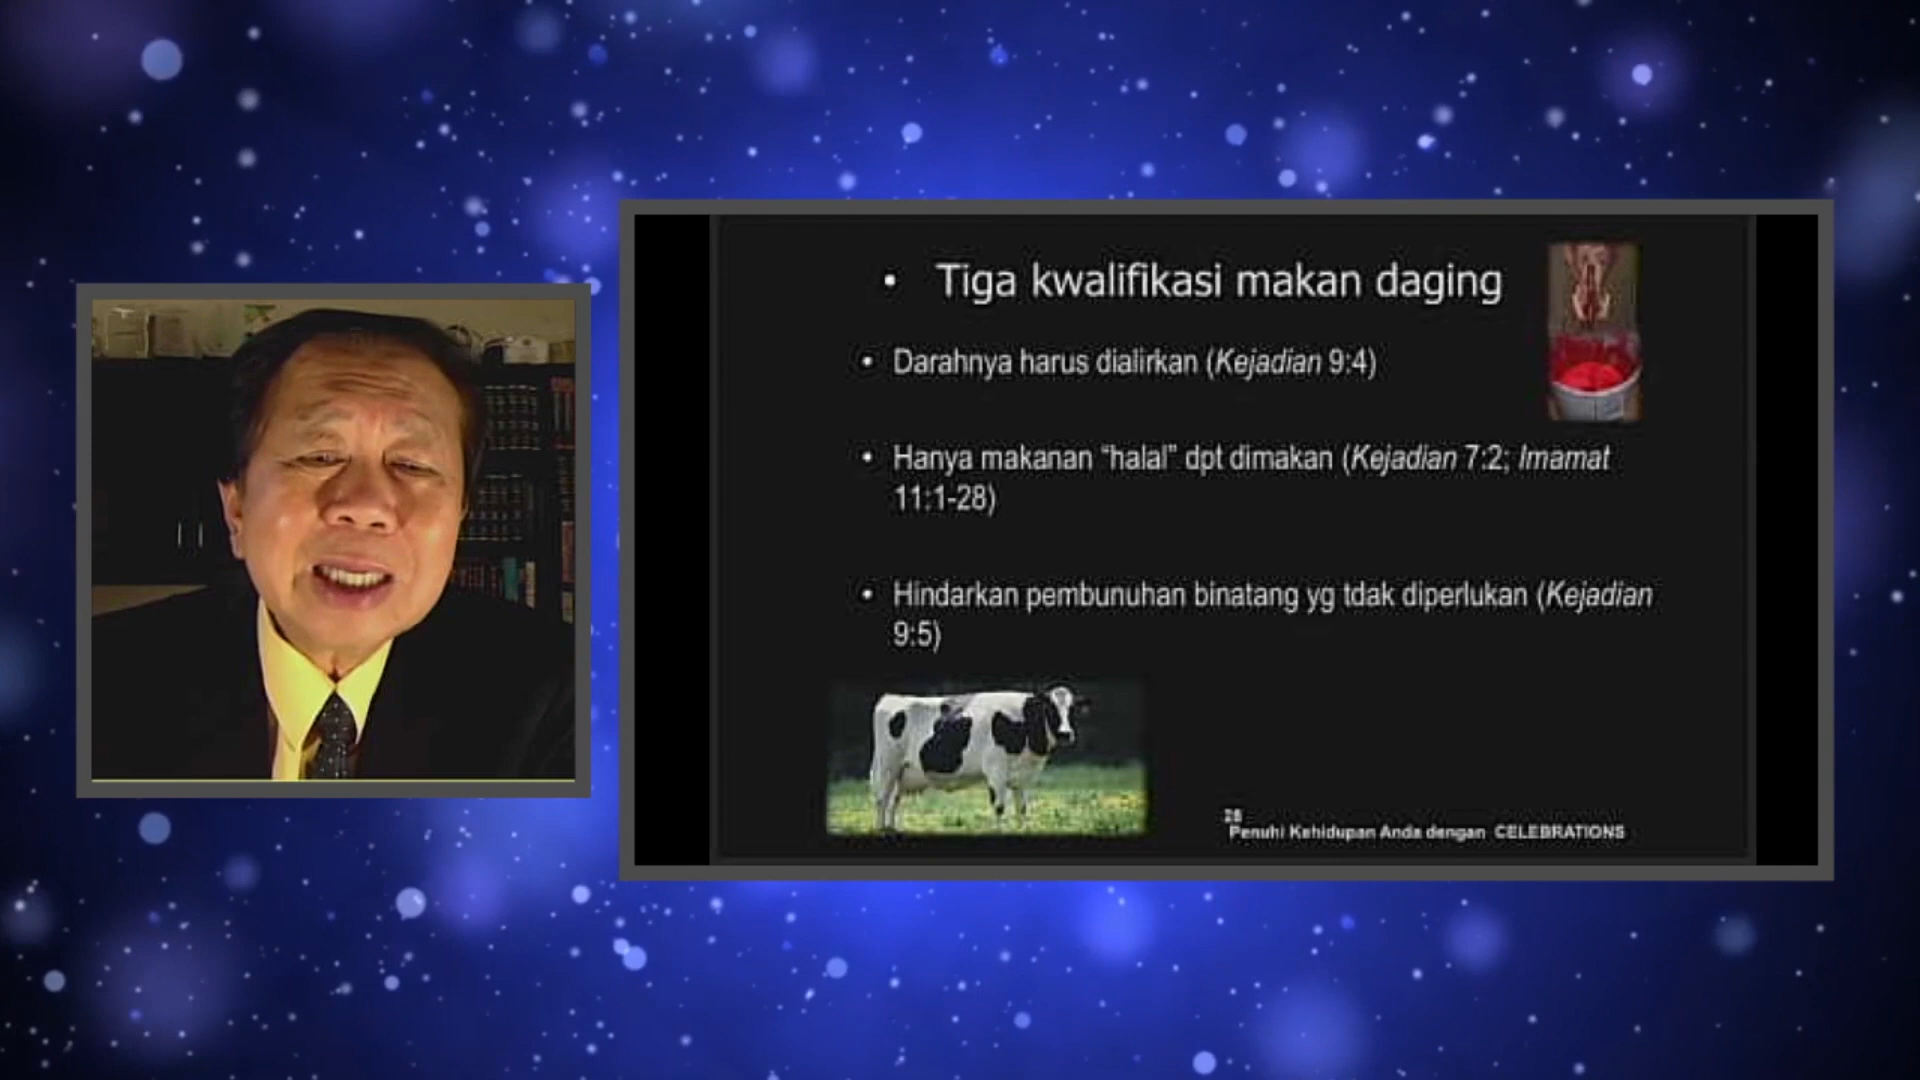 • Tiga kwalifikasi makan daging
• Darahnya harus dialirkan (Kejadian 9:4)
• Hanya makanan “halal” dpt dimakan (Kejadian 7:2; Imamat
11:1-28)
• Hindarkan pembunuhan binatang yg tdak diperlukan (Kejadian
9:5)
28
Penuhi Kehidupan Anda dengan CELEBRATIONS